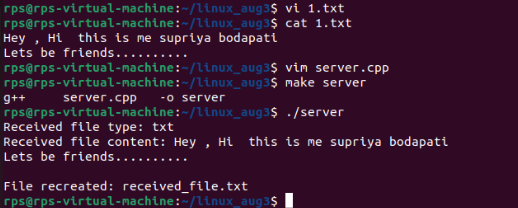 rps@rps-virtual-machine:~/linux_aug3$ vi 1.txt
rps@rps-virtual-machine:~/linux_aug3$ cat 1.txt
Hey , Hi  this is me supriya bodapati
Lets be friends..........
rps@rps-virtual-machine:~/linux_aug3$ vim server.cpp
rps@rps-virtual-machine:~/linux_aug3$ make server
g++     server.cpp   -o server
rps@rps-virtual-machine:~/linux_aug3$ ./server
Received file type: txt
Received file content: Hey , Hi  this is me supriya bodapati
Lets be friends..........
File recreated: received_file.txt
rps@rps-virtual-machine:~/linux_aug3$